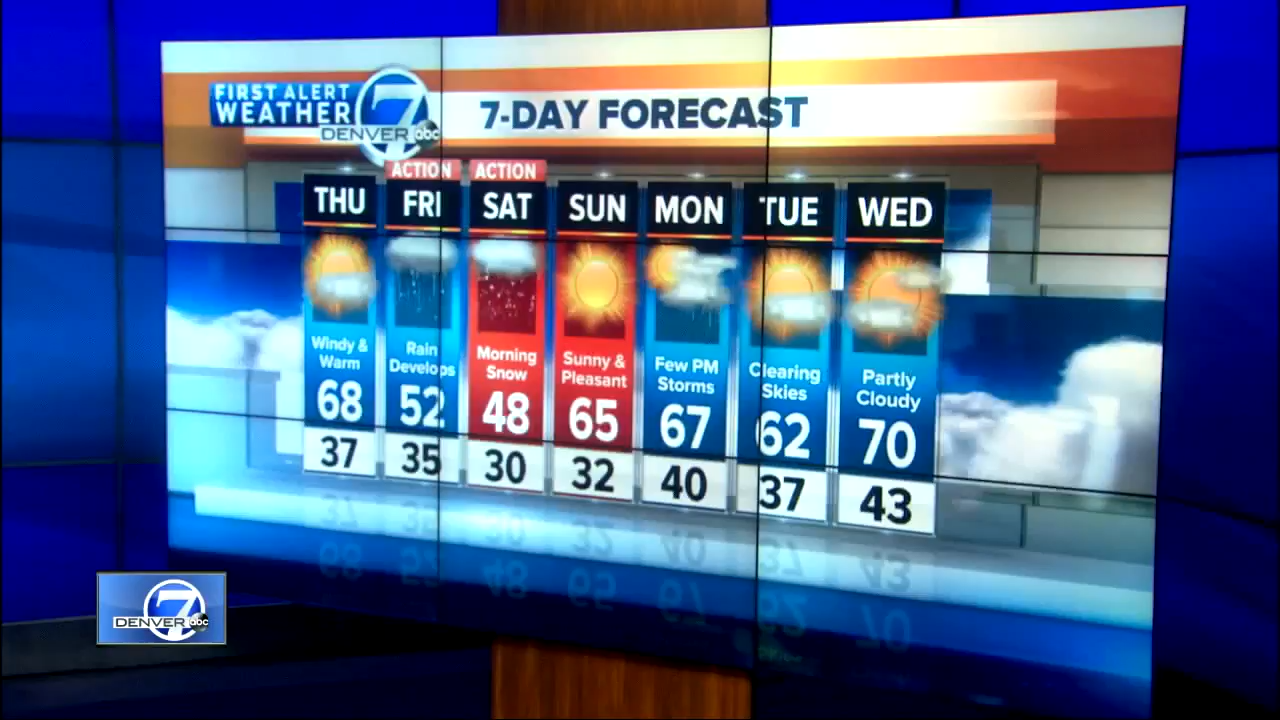 FIRST ALERT
WEATHER 7
DENVER abc
7-DAY FORECAST
ACTION ACTION
THU FRI SAT SUN MON TUE WED
Windy & Warm
Rain Develops
Morning Snow
Sunny & Pleasant
Few PM Storms
Clearing Skies
Partly Cloudy
68 52 48 65 67 62 70
37 35 30 32 40 37 43
7
DENVER abc